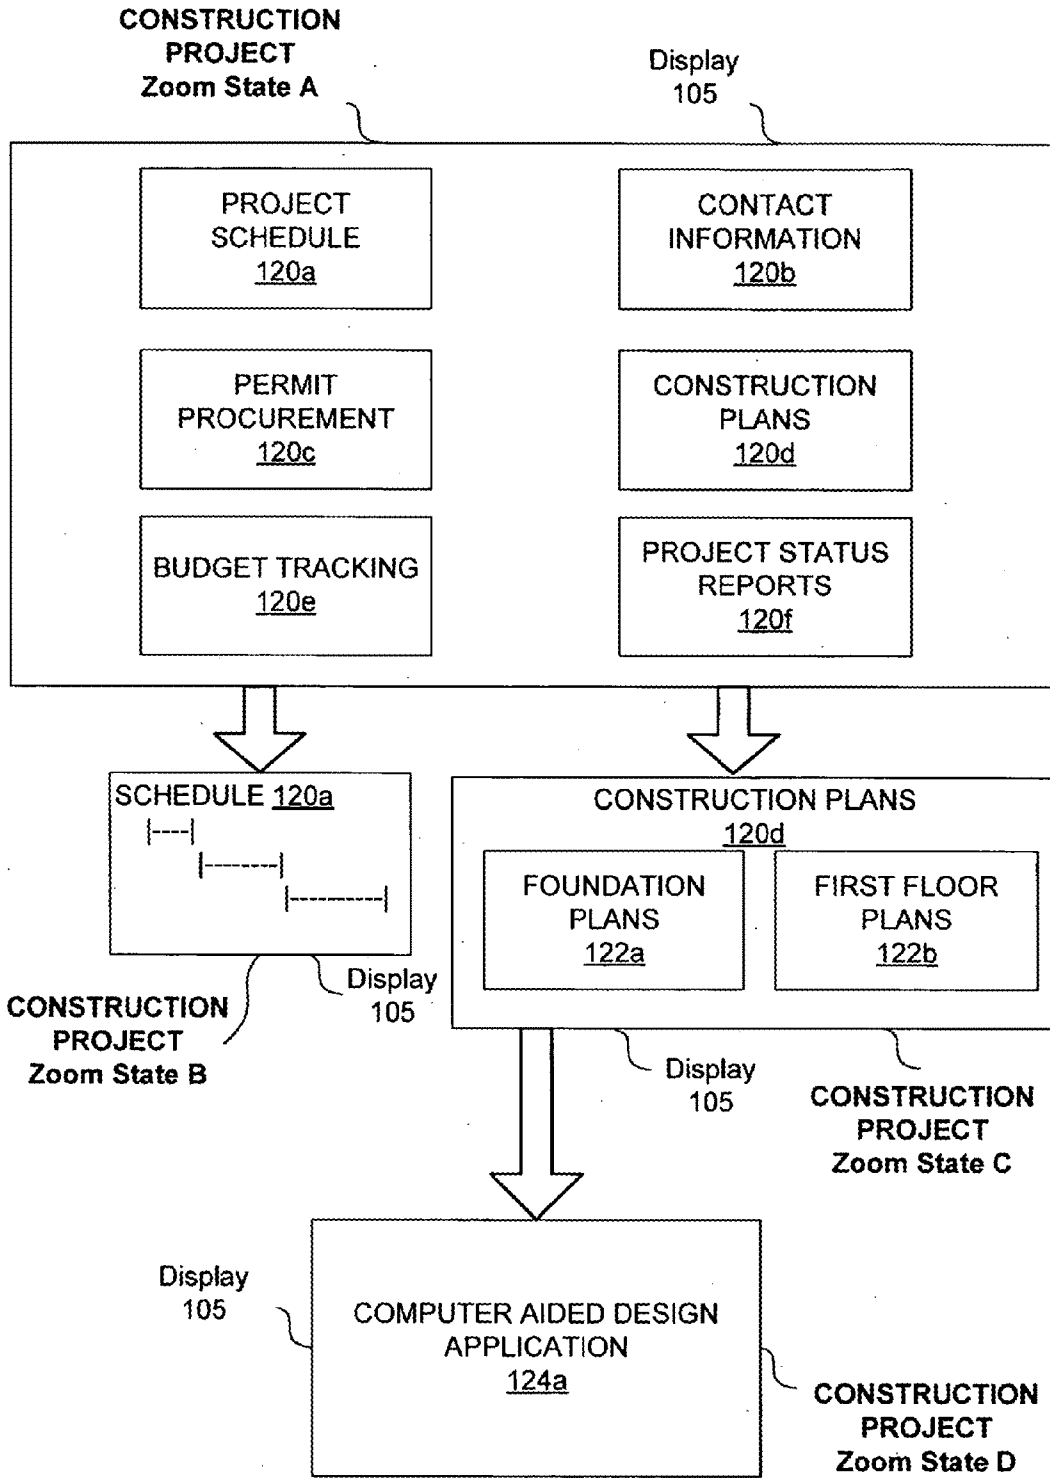 CONSTRUCTION
PROJECT
Zoom State A
Display
105
PROJECT
SCHEDULE
120a
CONTACT
INFORMATION
120b
PERMIT
PROCUREMENT
120c
CONSTRUCTION
PLANS
120d
BUDGET TRACKING
120e
PROJECT STATUS
REPORTS
120f
SCHEDULE 120a
CONSTRUCTION PLANS
120d
FOUNDATION
PLANS
122a
FIRST FLOOR
PLANS
122b
Display
105
CONSTRUCTION
PROJECT
Zoom State B
Display
105
CONSTRUCTION
PROJECT
Zoom State C
Display
105
COMPUTER AIDED DESIGN
APPLICATION
124a
CONSTRUCTION
PROJECT
Zoom State D